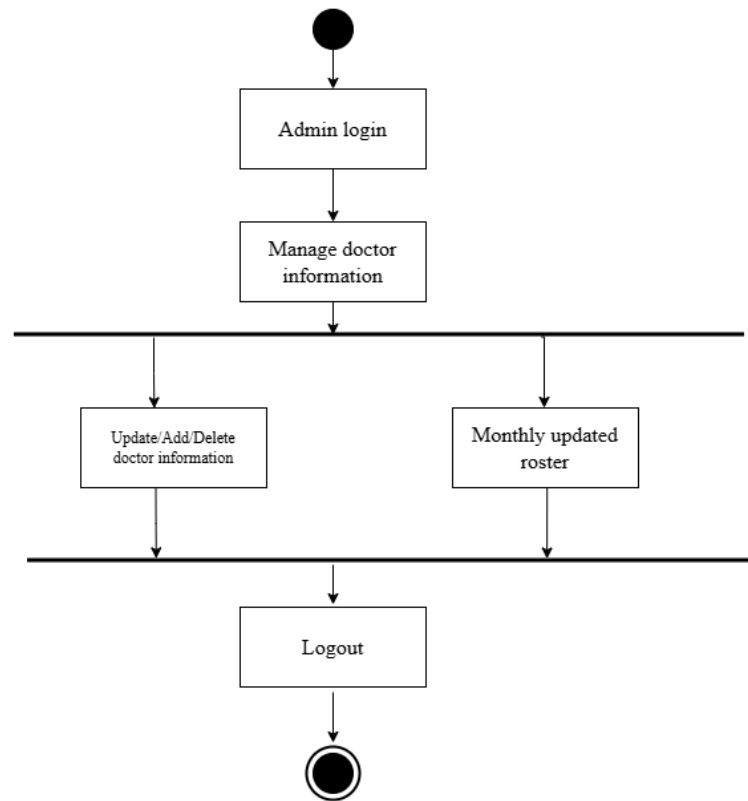 Admin login
Manage doctor
information
Update/Add/Delete
doctor information
Monthly updated
roster
Logout